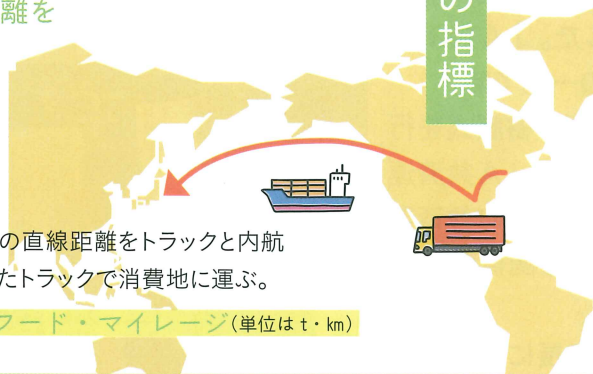 離を
の指標
の直線距離をトラックと内航
たトラックで消費地に運ぶ。
フード・マイレージ(単位は t・km)